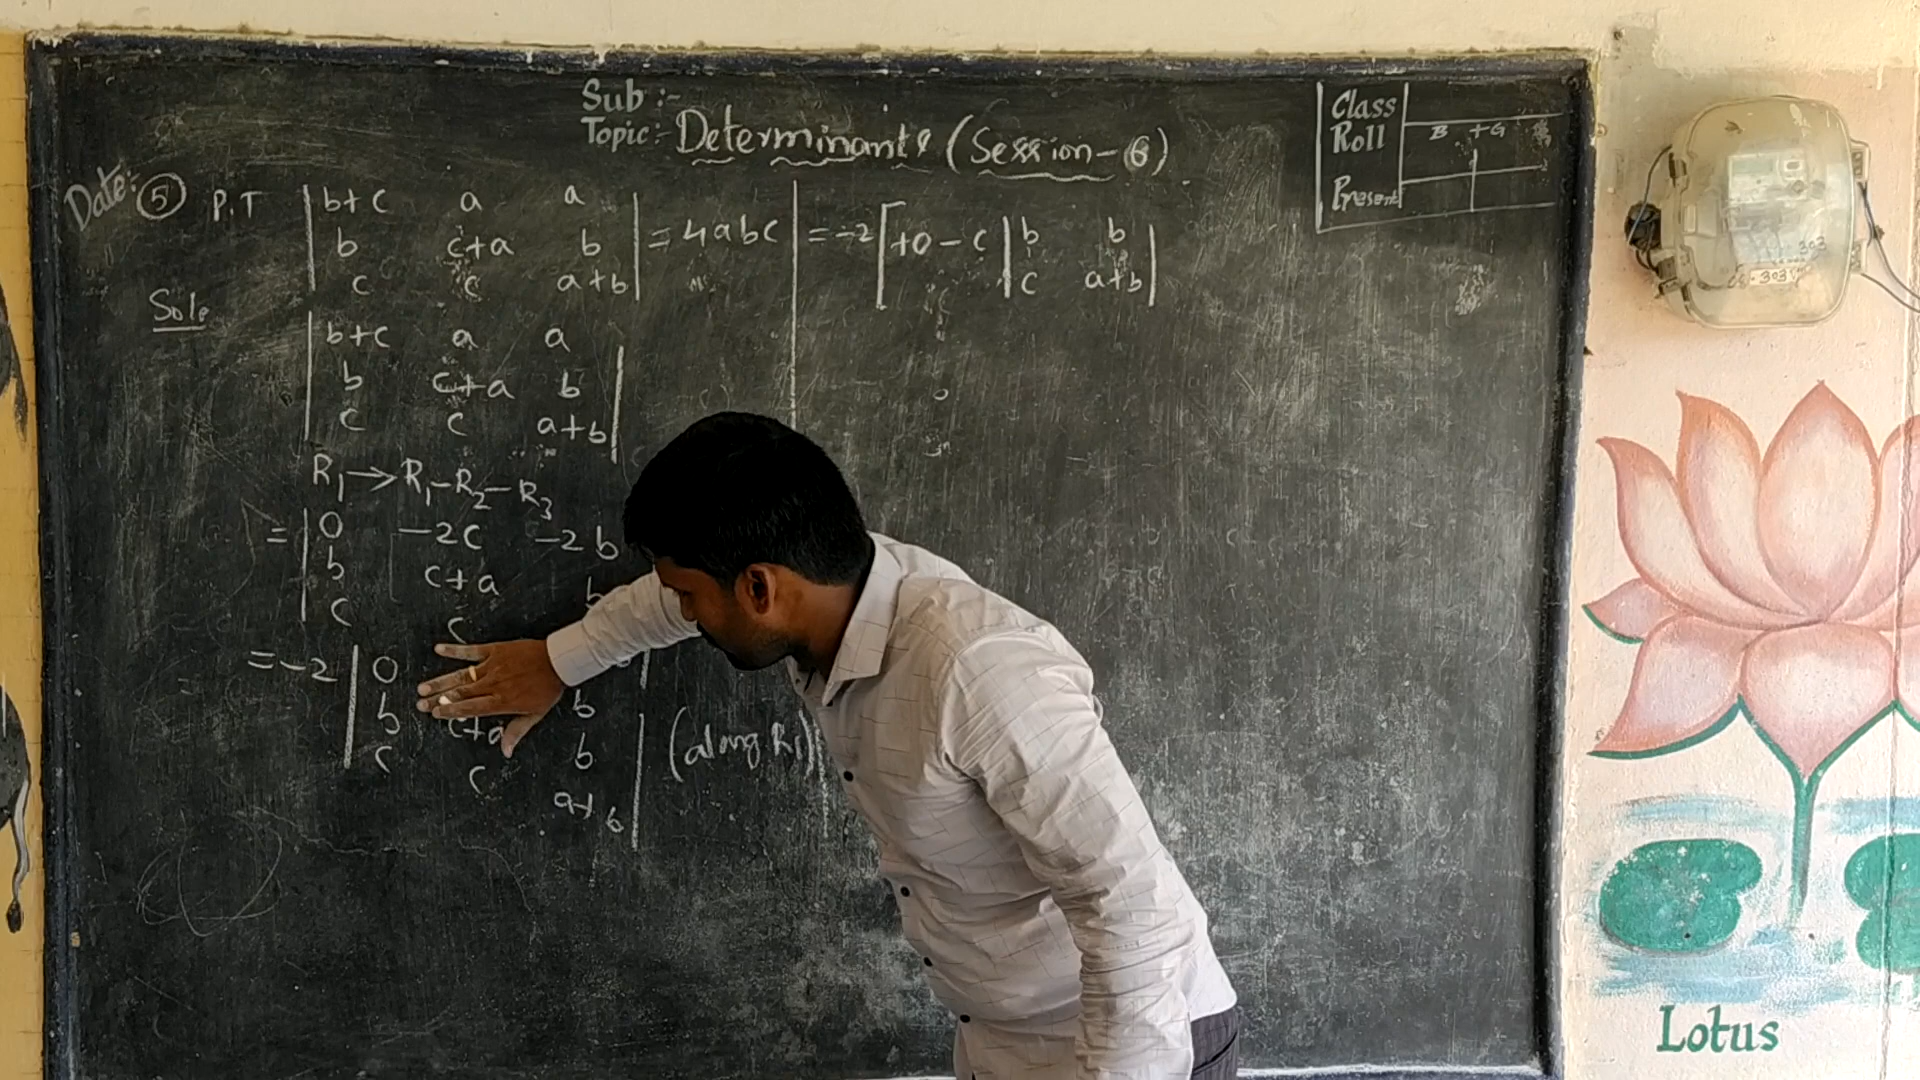 Sub :-
Topic :- Determinants (Session-6)
Class Roll
B + G
Present
Date:-
⑤ P.T | b+c a a |
| b c+a b | = 4abc
| c c a+b |
Soln
| b+c a a |
| b c+a b |
| c c a+b |
R₁→R₁-R₂-R₃
= | 0 -2c -2b
| b c+a b
| c c
= -2 | 0 b |
| b c+a b | (along R₁)
| c c a+b |
= -2 [ +0 - c | b b |
| c a+b |
303
Lotus